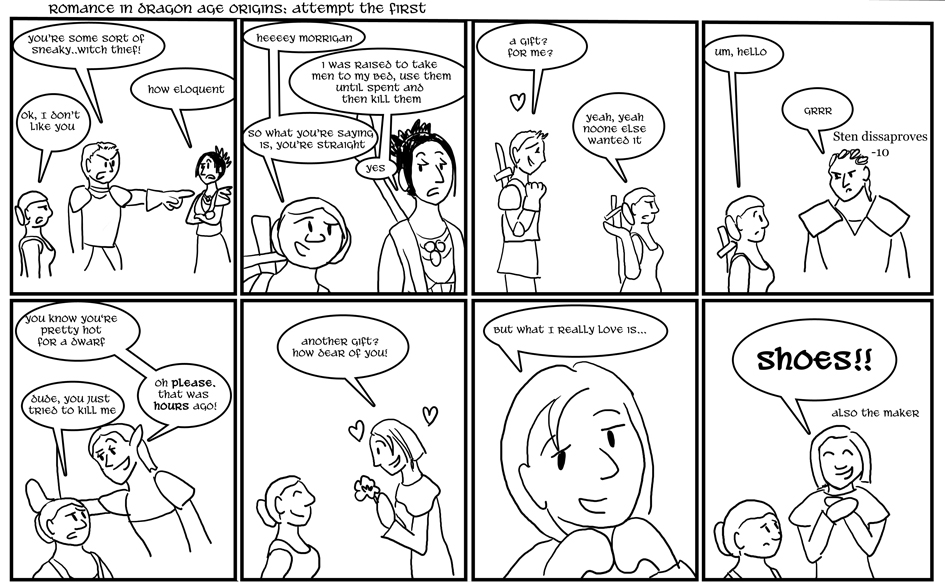 Romance in Dragon Age Origins: attempt the first
you're some sort of
sneaky..witch thief!
how eloquent
ok, I don't
like you
heeeey morrigan
I was raised to take
men to my bed, use them
until spent and
then kill them
so what you're saying
is, you're straight
yes
a gift?
for me?
yeah, yeah
noone else
wanted it
um, hello
grrr
Sten dissaproves
-10
you know you're
pretty hot
for a dwarf
oh please.
that was
hours ago!
dude, you just
tried to kill me
another gift?
how dear of you!
but what I really love is...
shoes!!
also the maker